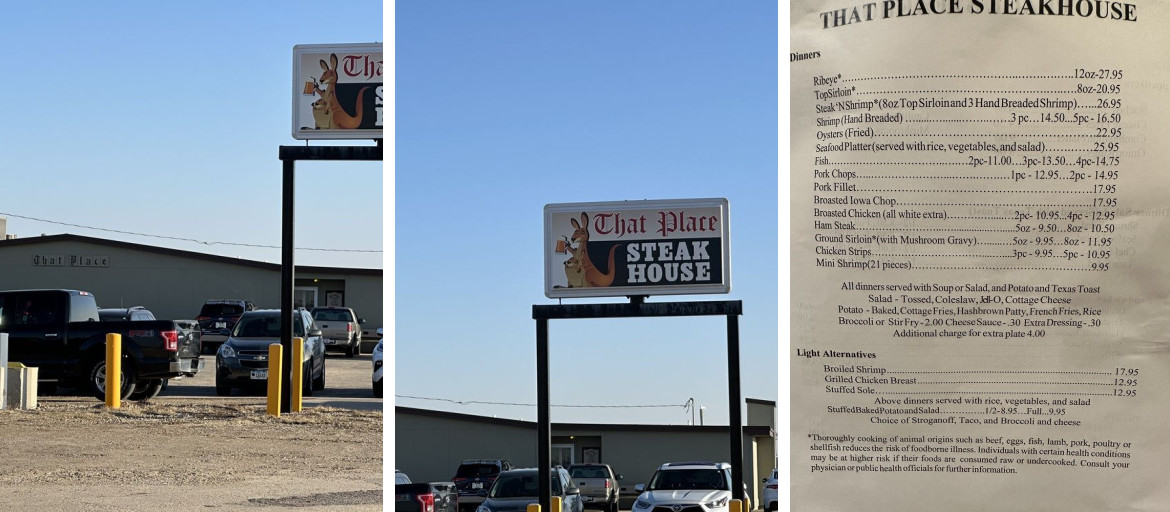 Tha
S
H
That Place
That Place
STEAK
HOUSE
THAT PLACE STEAKHOUSE
Dinners
Ribeye*..........12oz-27.95
TopSirloin*..........8oz-20.95
Steak 'N Shrimp*(8oz Top Sirloin and 3 Hand Breaded Shrimp)......26.95
Shrimp (Hand Breaded) ..........3 pc....14.50...5pc - 16.50
Oysters (Fried)..........22.95
Seafood Platter (served with rice, vegetables, and salad)..........25.95
Fish..........2pc-11.00...3pc-13.50...4pc-14.75
Pork Chops..........1pc - 12.95...2pc - 14.95
Pork Fillet..........17.95
Broasted Iowa Chop..........17.95
Broasted Chicken (all white extra)..........2pc- 10.95...4pc - 12.95
Ham Steak..........5oz - 9.50...8oz - 10.50
Ground Sirloin*(with Mushroom Gravy)..........5oz - 9.95...8oz - 11.95
Chicken Strips..........3pc - 9.95...5pc - 10.95
Mini Shrimp(21 pieces)..........9.95
All dinners served with Soup or Salad, and Potato and Texas Toast
Salad - Tossed, Coleslaw, Jell-O, Cottage Cheese
Potato - Baked, Cottage Fries, Hashbrown Patty, French Fries, Rice
Broccoli or Stir Fry - 2.00 Cheese Sauce - .30 Extra Dressing - .30
Additional charge for extra plate 4.00
Light Alternatives
Broiled Shrimp..........17.95
Grilled Chicken Breast..........12.95
Stuffed Sole..........12.95
Above dinners served with rice, vegetables, and salad
Stuffed Baked Potato and Salad..........1/2-8.95...Full...9.95
Choice of Stroganoff, Taco, and Broccoli and cheese
*Thoroughly cooking of animal origins such as beef, eggs, fish, lamb, pork, poultry or
shellfish reduces the risk of foodborne illness. Individuals with certain health conditions
may be at higher risk if their foods are consumed raw or undercooked. Consult your
physician or public health officials for further information.